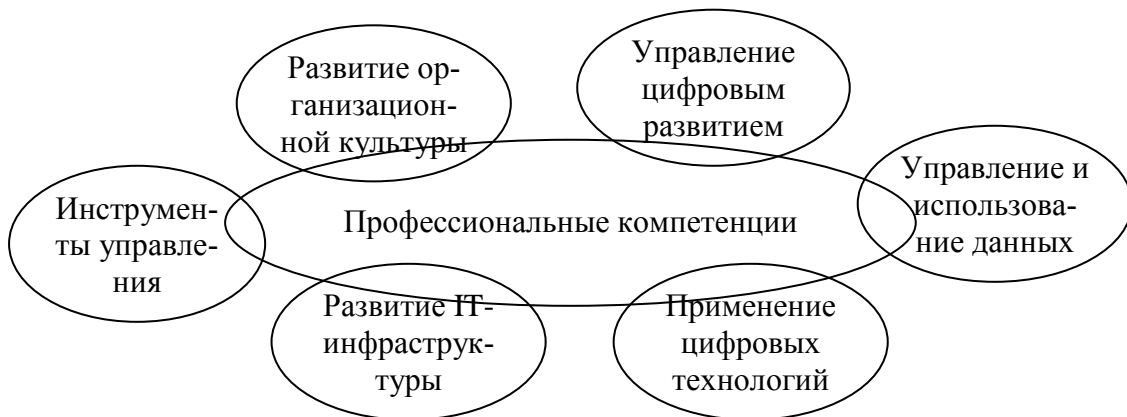 Развитие ор-
ганизацион-
ной культуры
Управление
цифровым
развитием
Инструмен-
ты управле-
ния
Профессиональные компетенции
Управление и
использова-
ние данных
Развитие IT-
инфраструк-
туры
Применение
цифровых
технологий